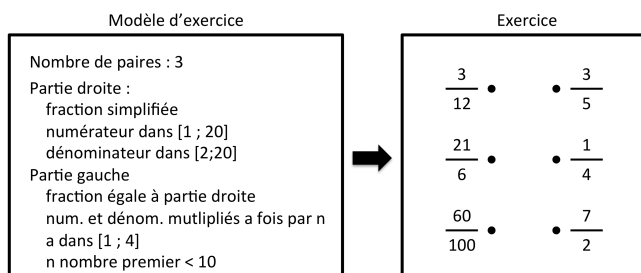 Modèle d'exercice
Nombre de paires : 3
Partie droite :
fraction simplifiée
numérateur dans [1 ; 20]
dénominateur dans [2;20]
Partie gauche
fraction égale à partie droite
num. et dénom. mutlipliés a fois par n
a dans [1 ; 4]
n nombre premier < 10
Exercice
3/12 • • 3/5
21/6 • • 1/4
60/100 • • 7/2